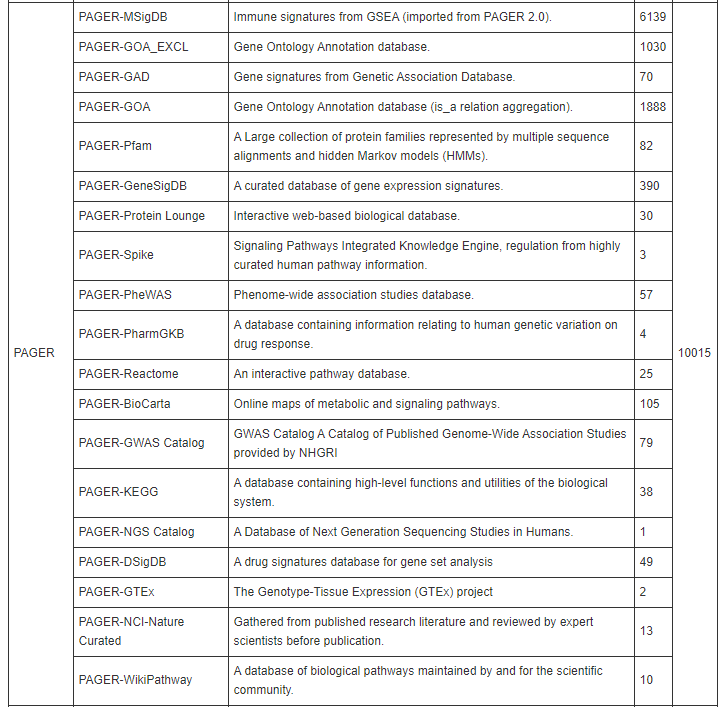 PAGER-MSigDB Immune signatures from GSEA (imported from PAGER 2.0). 6139
PAGER-GOA_EXCL Gene Ontology Annotation database. 1030
PAGER-GAD Gene signatures from Genetic Association Database. 70
PAGER-GOA Gene Ontology Annotation database (is_a relation aggregation). 1888
A Large collection of protein families represented by multiple sequence
PAGER-Pfam 82
alignments and hidden Markov models (HMMs).
PAGER-GeneSigDB A curated database of gene expression signatures. 390
PAGER-Protein Lounge Interactive web-based biological database. 30
Signaling Pathways Integrated Knowledge Engine, regulation from highly
PAGER-Spike 3
curated human pathway information.
PAGER-PheWAS Phenome-wide association studies database. 57
A database containing information relating to human genetic variation on
PAGER-PharmGKB 4
drug response.
PAGER 10015
PAGER-Reactome An interactive pathway database. 25
PAGER-BioCarta Online maps of metabolic and signaling pathways. 105
GWAS Catalog A Catalog of Published Genome-Wide Association Studies
PAGER-GWAS Catalog 79
provided by NHGRI
A database containing high-level functions and utilities of the biological
PAGER-KEGG 38
system.
PAGER-NGS Catalog A Database of Next Generation Sequencing Studies in Humans. 1
PAGER-DSigDB A drug signatures database for gene set analysis 49
PAGER-GTEx The Genotype-Tissue Expression (GTEx) project 2
PAGER-NCI-Nature Gathered from published research literature and reviewed by expert
13
Curated scientists before publication.
A database of biological pathways maintained by and for the scientific
PAGER-WikiPathway 10
community.